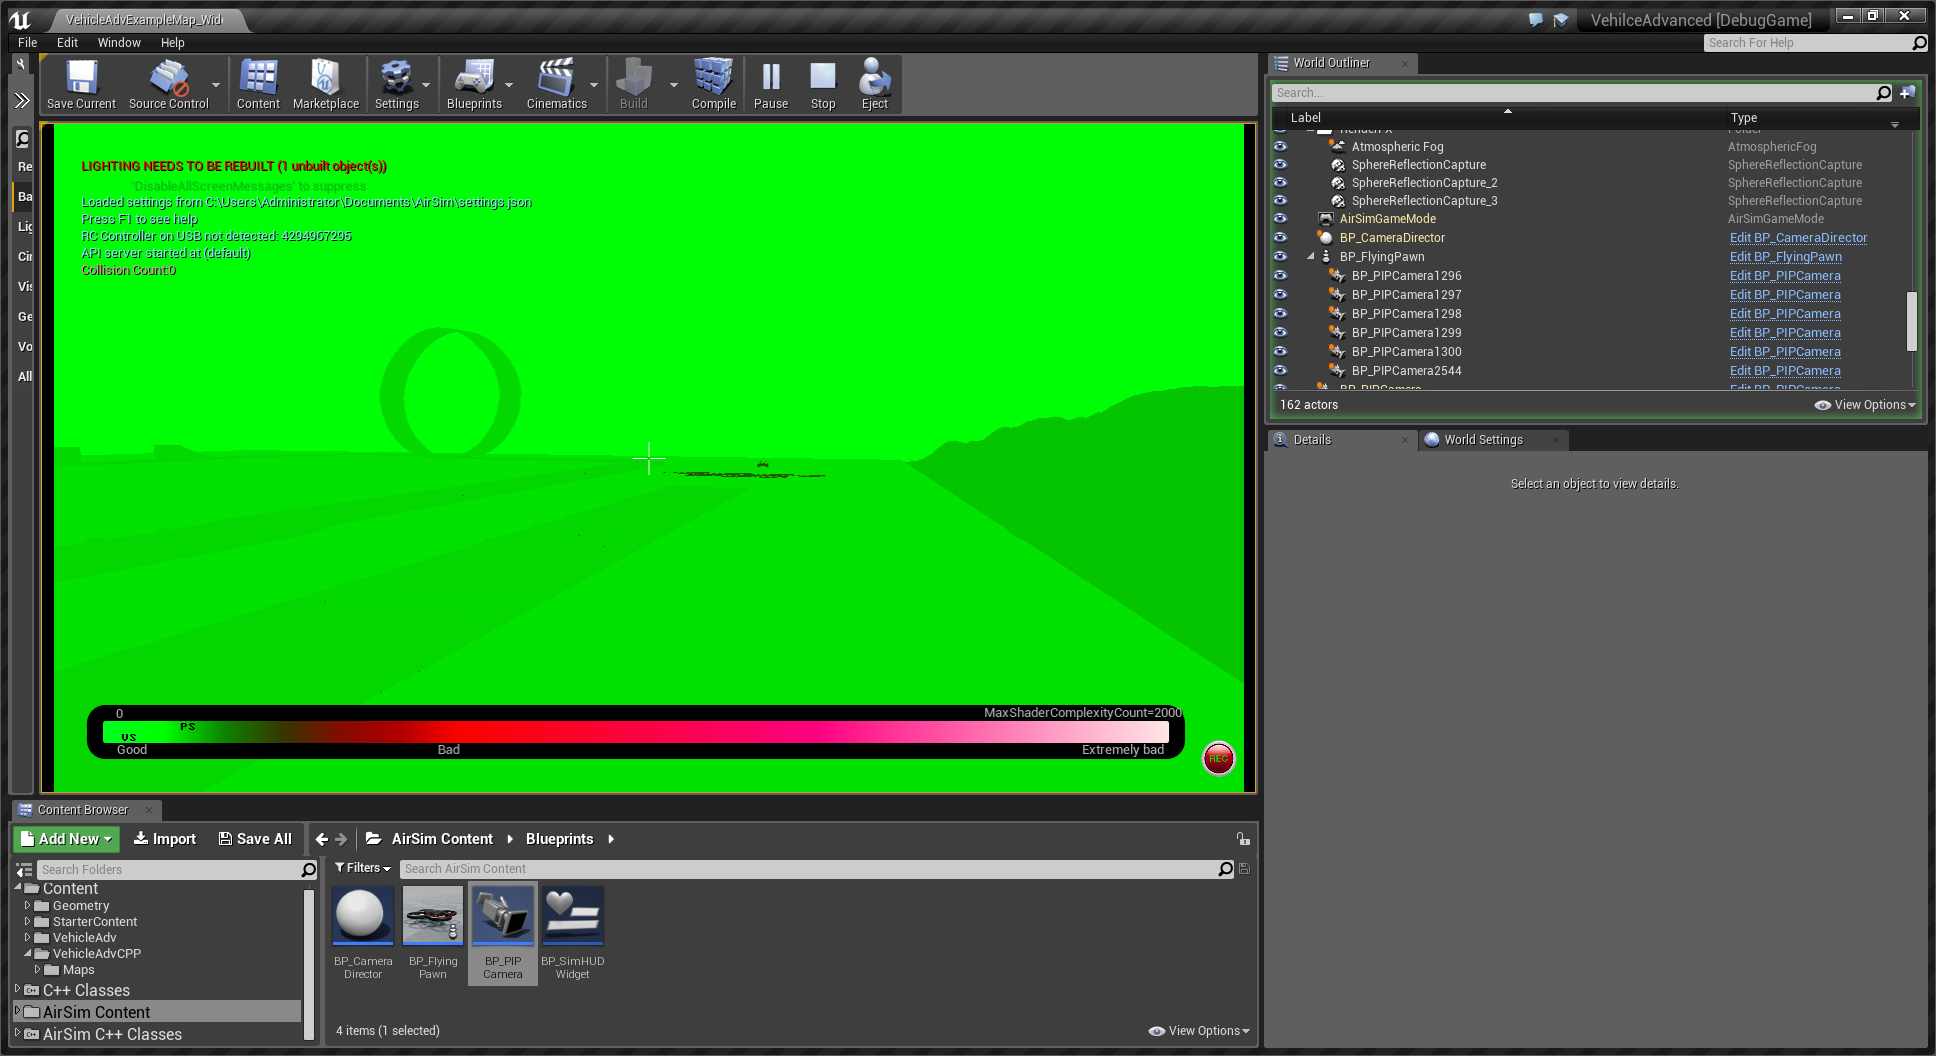 VehicleAdvExampleMap_Wide
VehilceAdvanced [DebugGame]
File Edit Window Help
Search For Help
Save Current
Source Control
Content
Marketplace
Settings
Blueprints
Cinematics
Build
Compile
Pause
Stop
Eject
Re
Ba
Lig
Cir
Vis
Ge
Vo
All
LIGHTING NEEDS TO BE REBUILT (1 unbuilt object(s))
'DisableAllScreenMessages' to suppress
Loaded settings from C:\Users\Administrator\Documents\AirSim\settings.json
Press F1 to see help
RC Controller on USB not detected: 4294967295
API server started at (default)
Collision Count:0
0
MaxShaderComplexityCount=2000
PS
VS
Good
Bad
Extremely bad
REC
World Outliner
Search...
Label Type
RenderFX Folder
Atmospheric Fog AtmosphericFog
SphereReflectionCapture SphereReflectionCapture
SphereReflectionCapture_2 SphereReflectionCapture
SphereReflectionCapture_3 SphereReflectionCapture
AirSimGameMode AirSimGameMode
BP_CameraDirector Edit BP_CameraDirector
BP_FlyingPawn Edit BP_FlyingPawn
BP_PIPCamera1296 Edit BP_PIPCamera
BP_PIPCamera1297 Edit BP_PIPCamera
BP_PIPCamera1298 Edit BP_PIPCamera
BP_PIPCamera1299 Edit BP_PIPCamera
BP_PIPCamera1300 Edit BP_PIPCamera
BP_PIPCamera2544 Edit BP_PIPCamera
BP_PIPCamera Edit BP_PIPCamera
162 actors
View Options
Details
World Settings
Select an object to view details.
Content Browser
Add New
Import
Save All
AirSim Content
Blueprints
Search Folders
Content
Geometry
StarterContent
VehicleAdv
VehicleAdvCPP
Maps
C++ Classes
AirSim Content
AirSim C++ Classes
Filters
Search AirSim Content
BP_Camera
Director
BP_Flying
Pawn
BP_PIP
Camera
BP_SimHUD
Widget
4 items (1 selected)
View Options